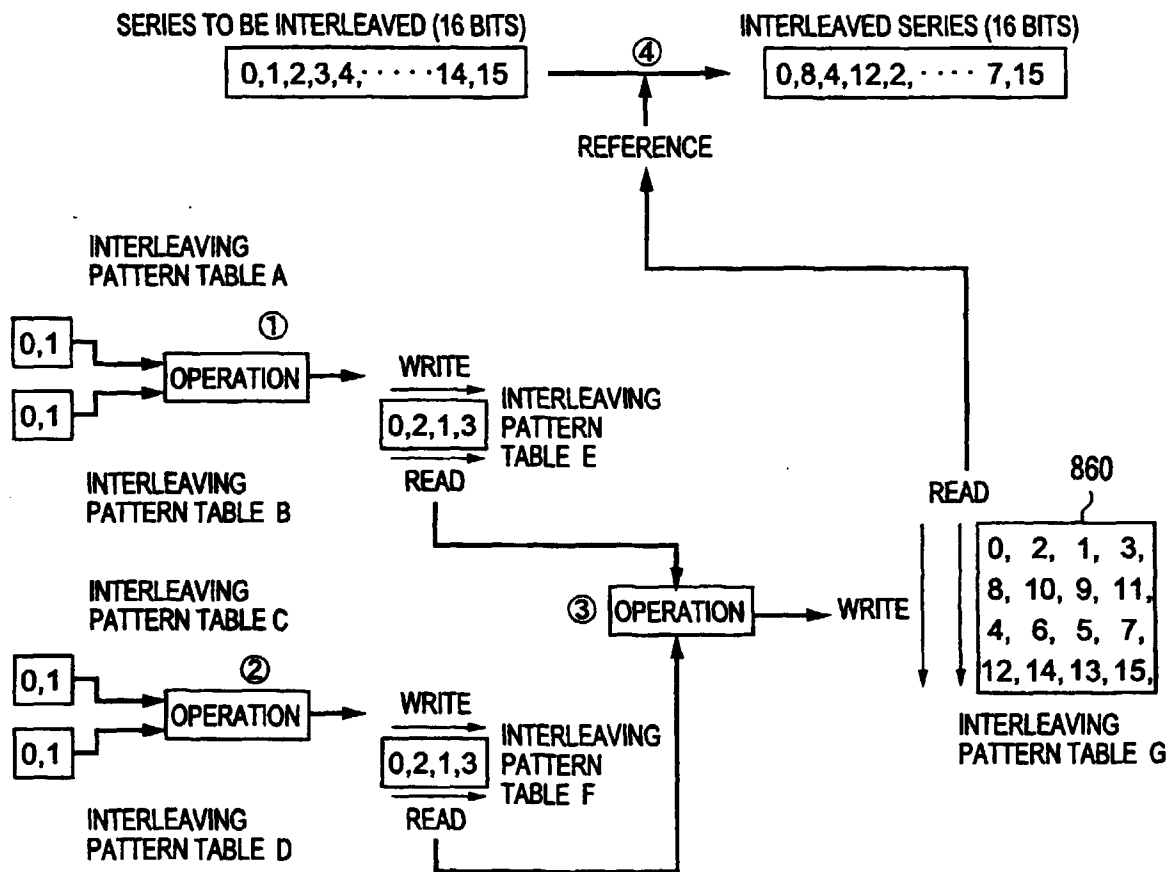 SERIES TO BE INTERLEAVED (16 BITS)
INTERLEAVED SERIES (16 BITS)
④
0,1,2,3,4,·····14,15
0,8,4,12,2,···· 7,15
REFERENCE
INTERLEAVING
PATTERN TABLE A
①
0,1
OPERATION
0,1
WRITE
0,2,1,3
READ
INTERLEAVING
PATTERN
TABLE E
INTERLEAVING
PATTERN TABLE B
INTERLEAVING
PATTERN TABLE C
②
0,1
OPERATION
0,1
WRITE
0,2,1,3
READ
INTERLEAVING
PATTERN
TABLE F
INTERLEAVING
PATTERN TABLE D
③
OPERATION
WRITE
READ
860
0, 2, 1, 3,
8, 10, 9, 11,
4, 6, 5, 7,
12, 14, 13, 15,
INTERLEAVING
PATTERN TABLE G